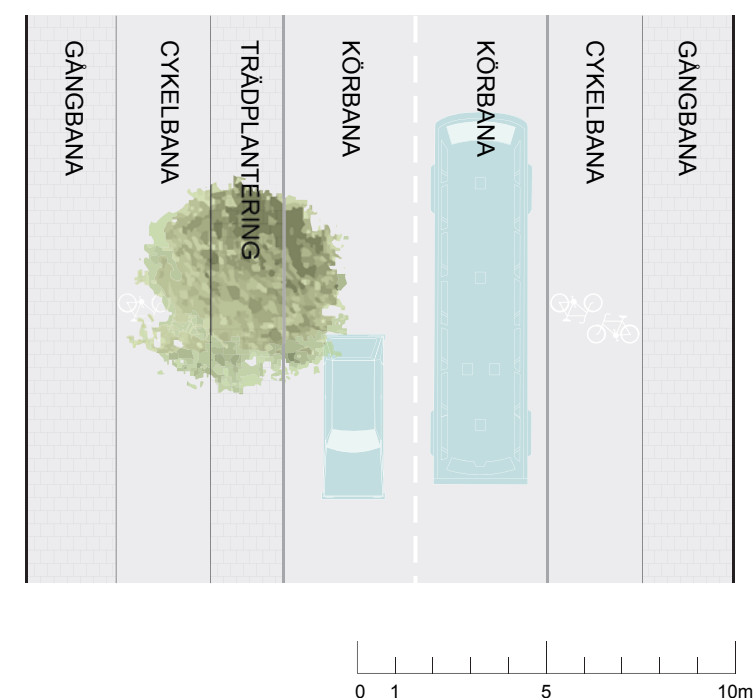 GÅNGBANA
CYKELBANA
TRÄDPLANTERING
KÖRBANA
KÖRBANA
CYKELBANA
GÅNGBANA
0 1 5 10m